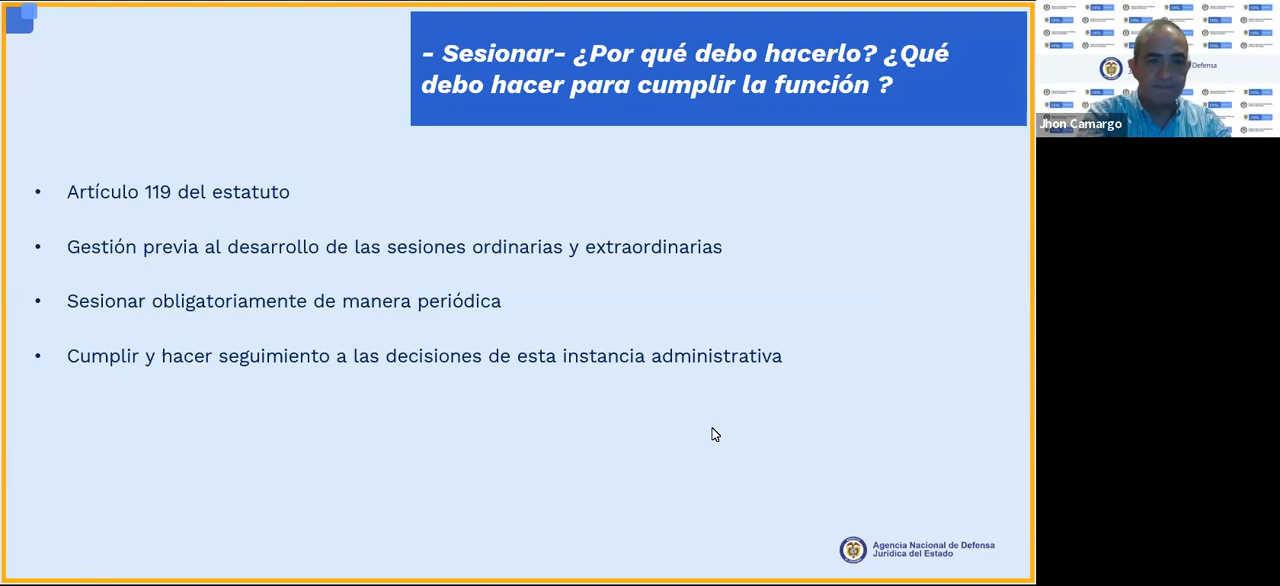 - Sesionar- ¿Por qué debo hacerlo? ¿Qué
debo hacer para cumplir la función ?
• Artículo 119 del estatuto
• Gestión previa al desarrollo de las sesiones ordinarias y extraordinarias
• Sesionar obligatoriamente de manera periódica
• Cumplir y hacer seguimiento a las decisiones de esta instancia administrativa
Agencia Nacional de Defensa
Jurídica del Estado
Defensa
Jhon Camargo